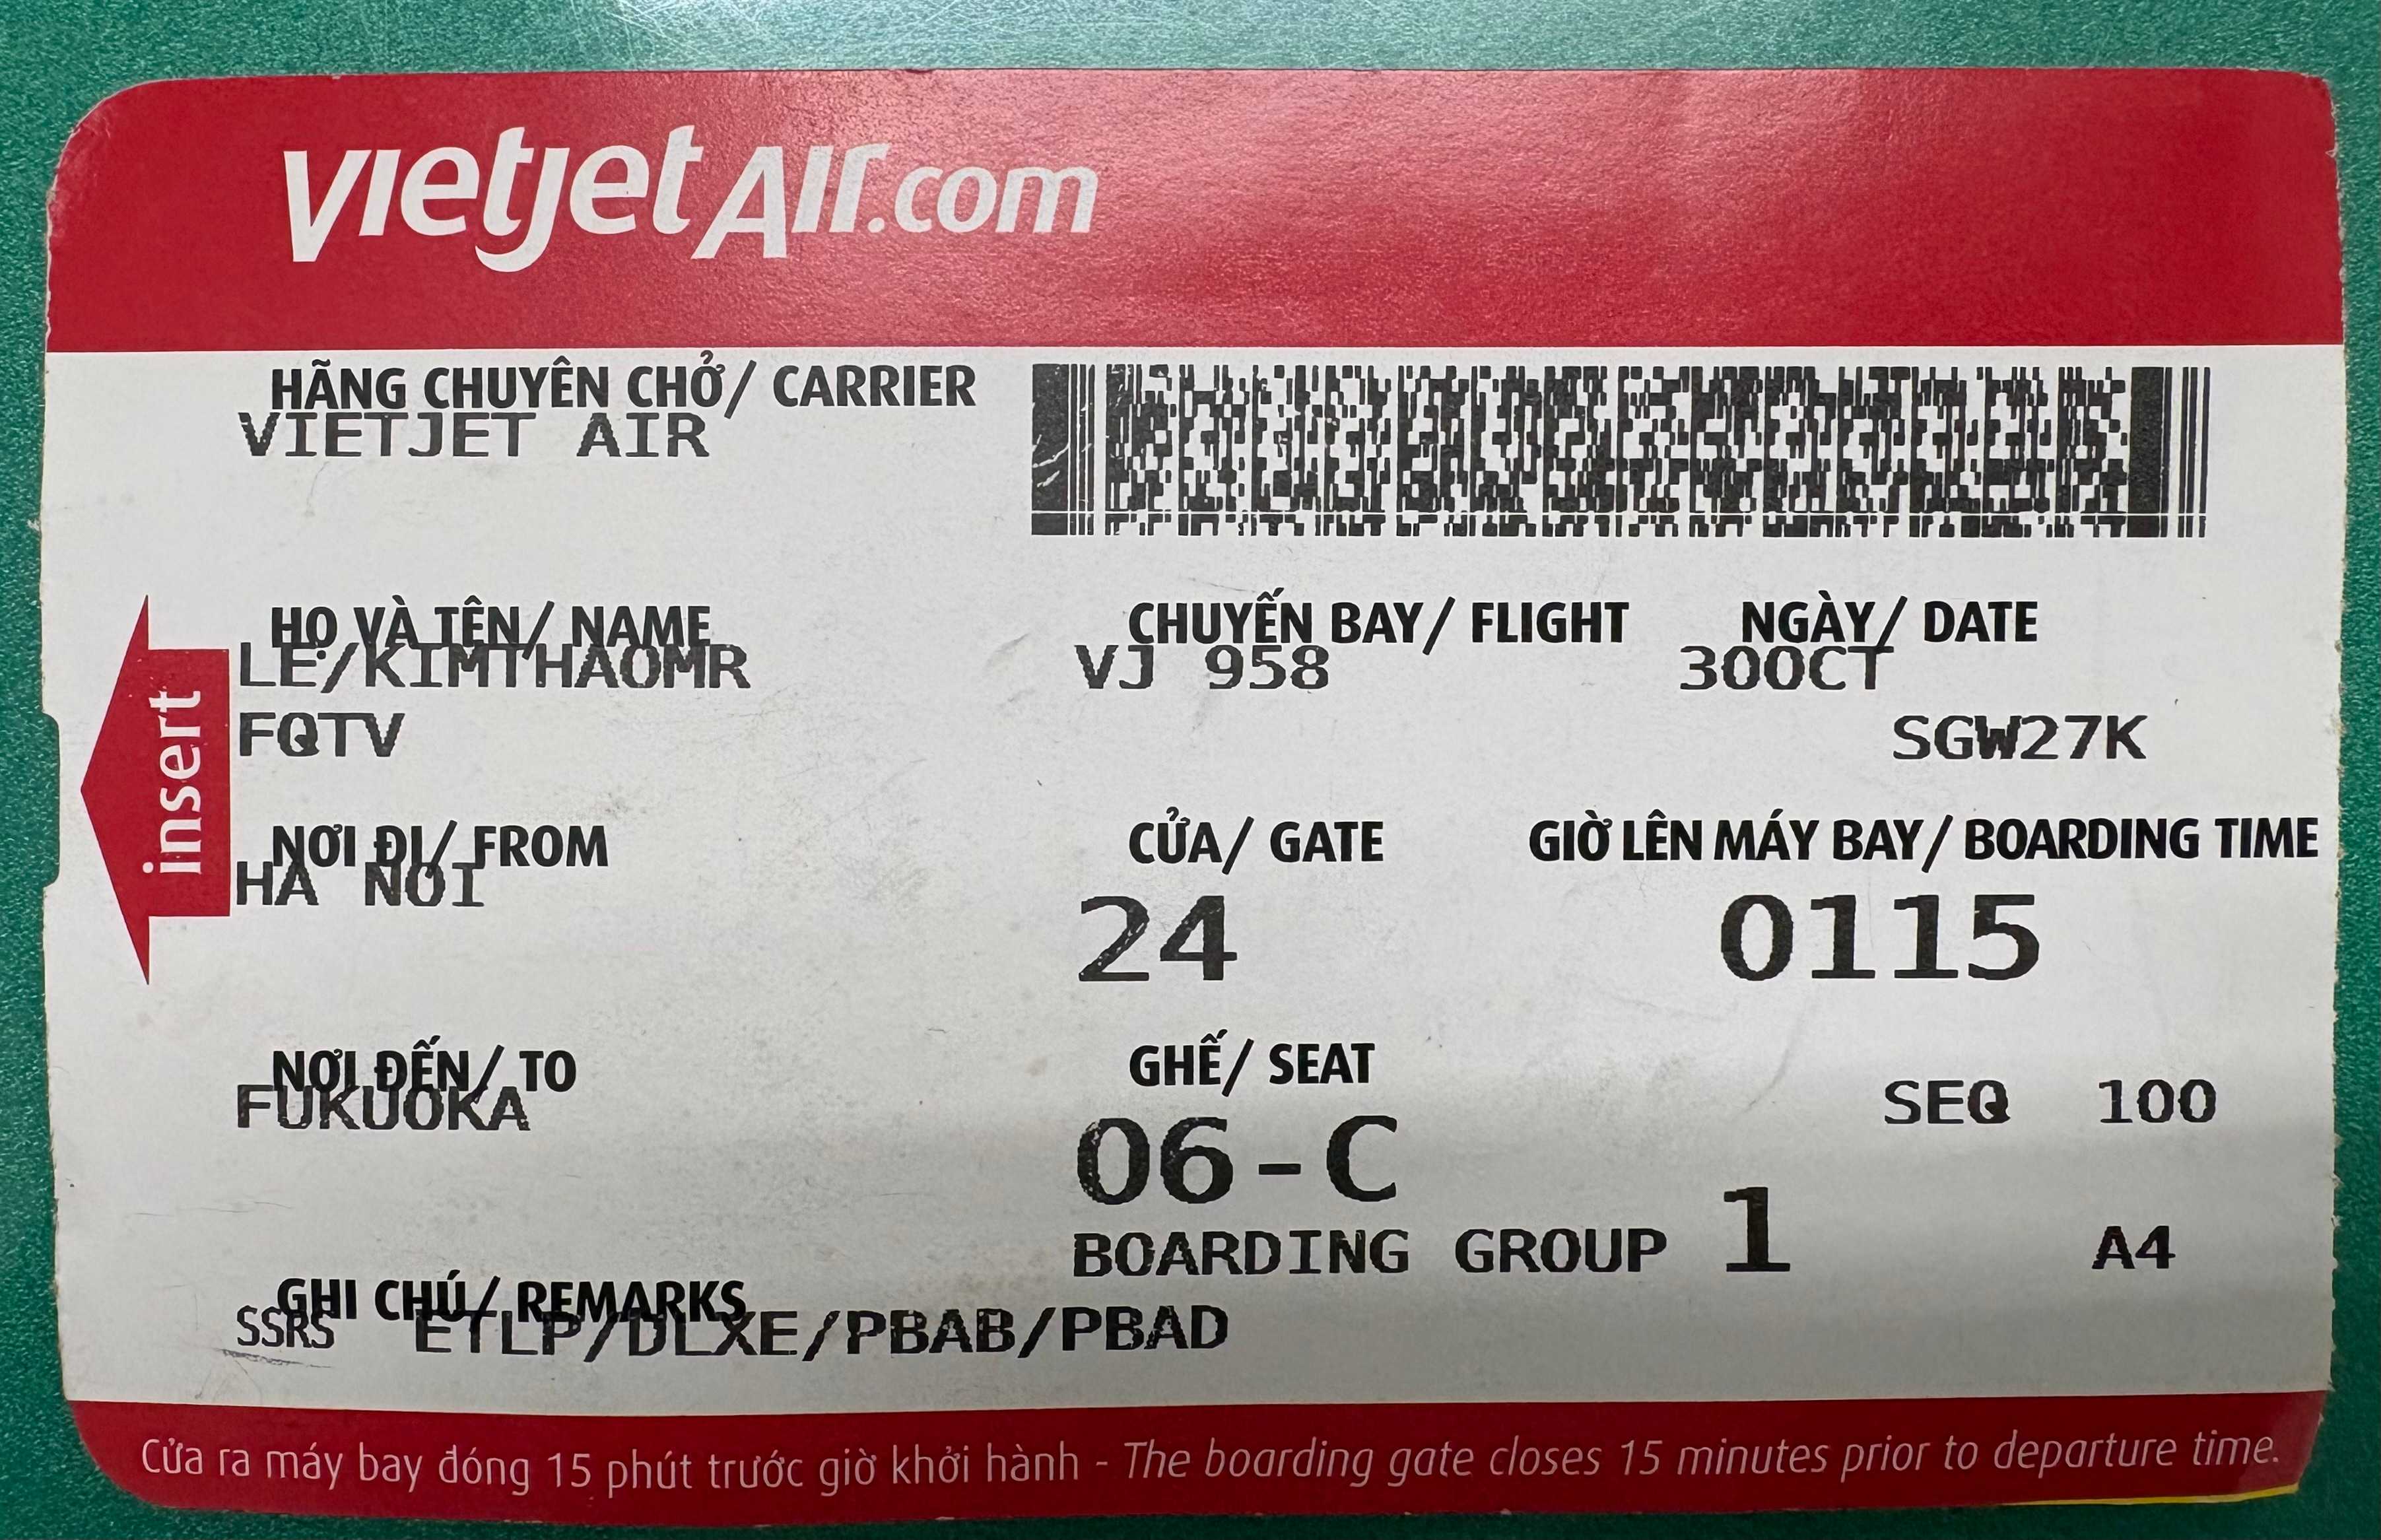 vietjetAir.com
HÃNG CHUYÊN CHỞ/ CARRIER
VIETJET AIR
HỌ VÀ TÊN/ NAME
LE/KIMTHAOMR
FQTV
CHUYẾN BAY/ FLIGHT
VJ 958
NGÀY/ DATE
30OCT
SGW27K
insert
NƠI ĐI/ FROM
HA NOI
CỬA/ GATE
24
GIỜ LÊN MÁY BAY/ BOARDING TIME
0115
NƠI ĐẾN/ TO
FUKUOKA
GHẾ/ SEAT
06-C
SEQ 100
BOARDING GROUP 1
A4
GHI CHÚ/ REMARKS
SSRS ETLP/DLXE/PBAB/PBAD
Cửa ra máy bay đóng 15 phút trước giờ khởi hành - The boarding gate closes 15 minutes prior to departure time.